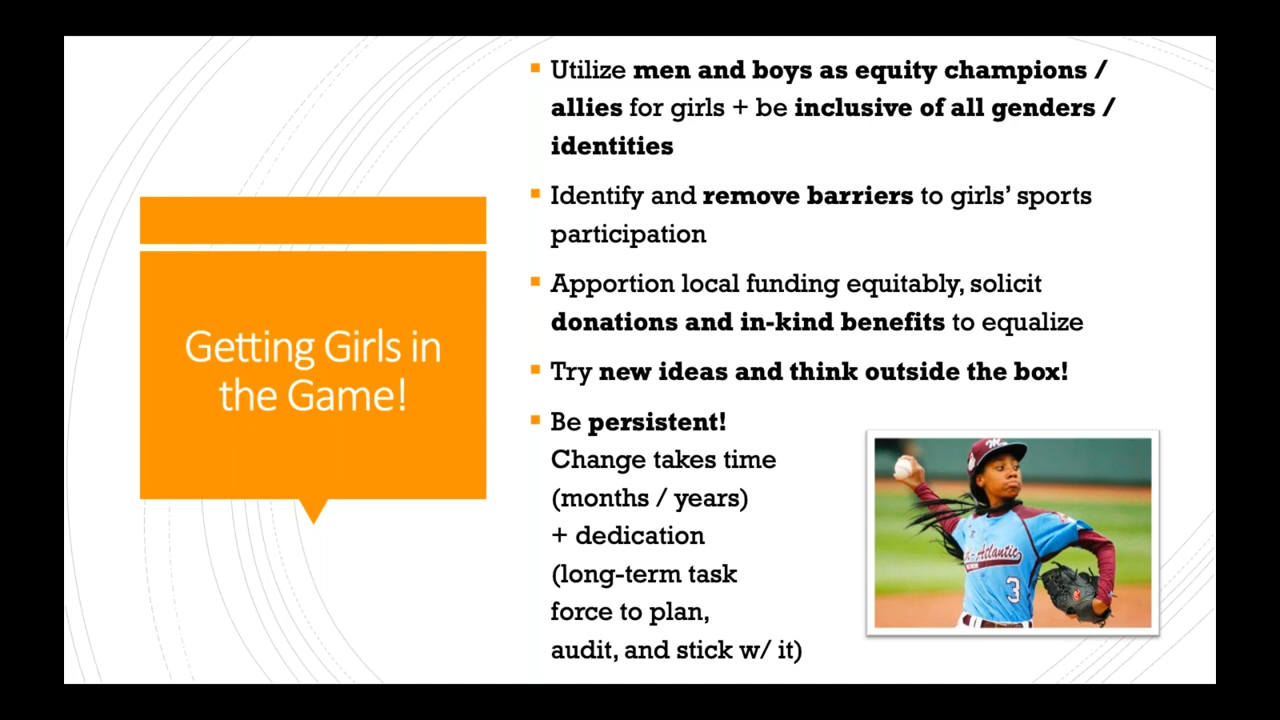 Getting Girls in
the Game!
Utilize men and boys as equity champions /
allies for girls + be inclusive of all genders /
identities
Identify and remove barriers to girls’ sports
participation
Apportion local funding equitably, solicit
donations and in-kind benefits to equalize
Try new ideas and think outside the box!
Be persistent!
Change takes time
(months / years)
+ dedication
(long-term task
force to plan,
audit, and stick w/ it)
M
-Atlantic
3